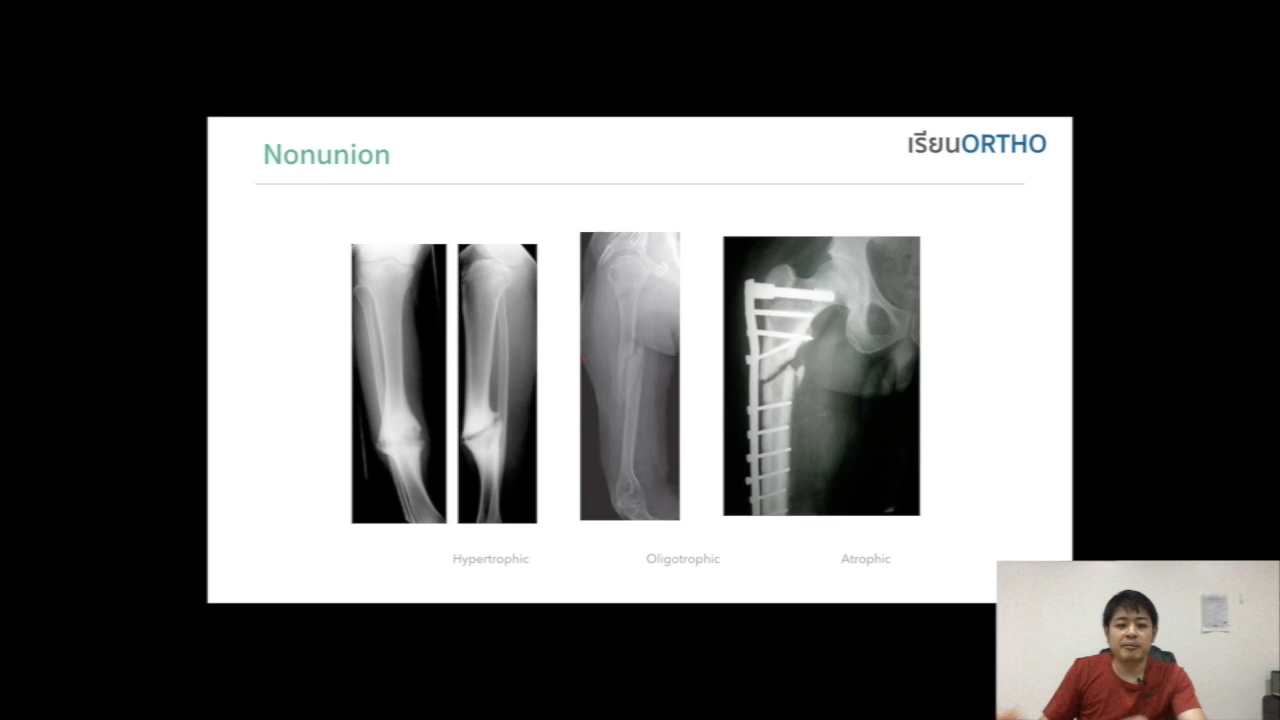 Nonunion
เรียนORTHO
Hypertrophic
Oligotrophic
Atrophic